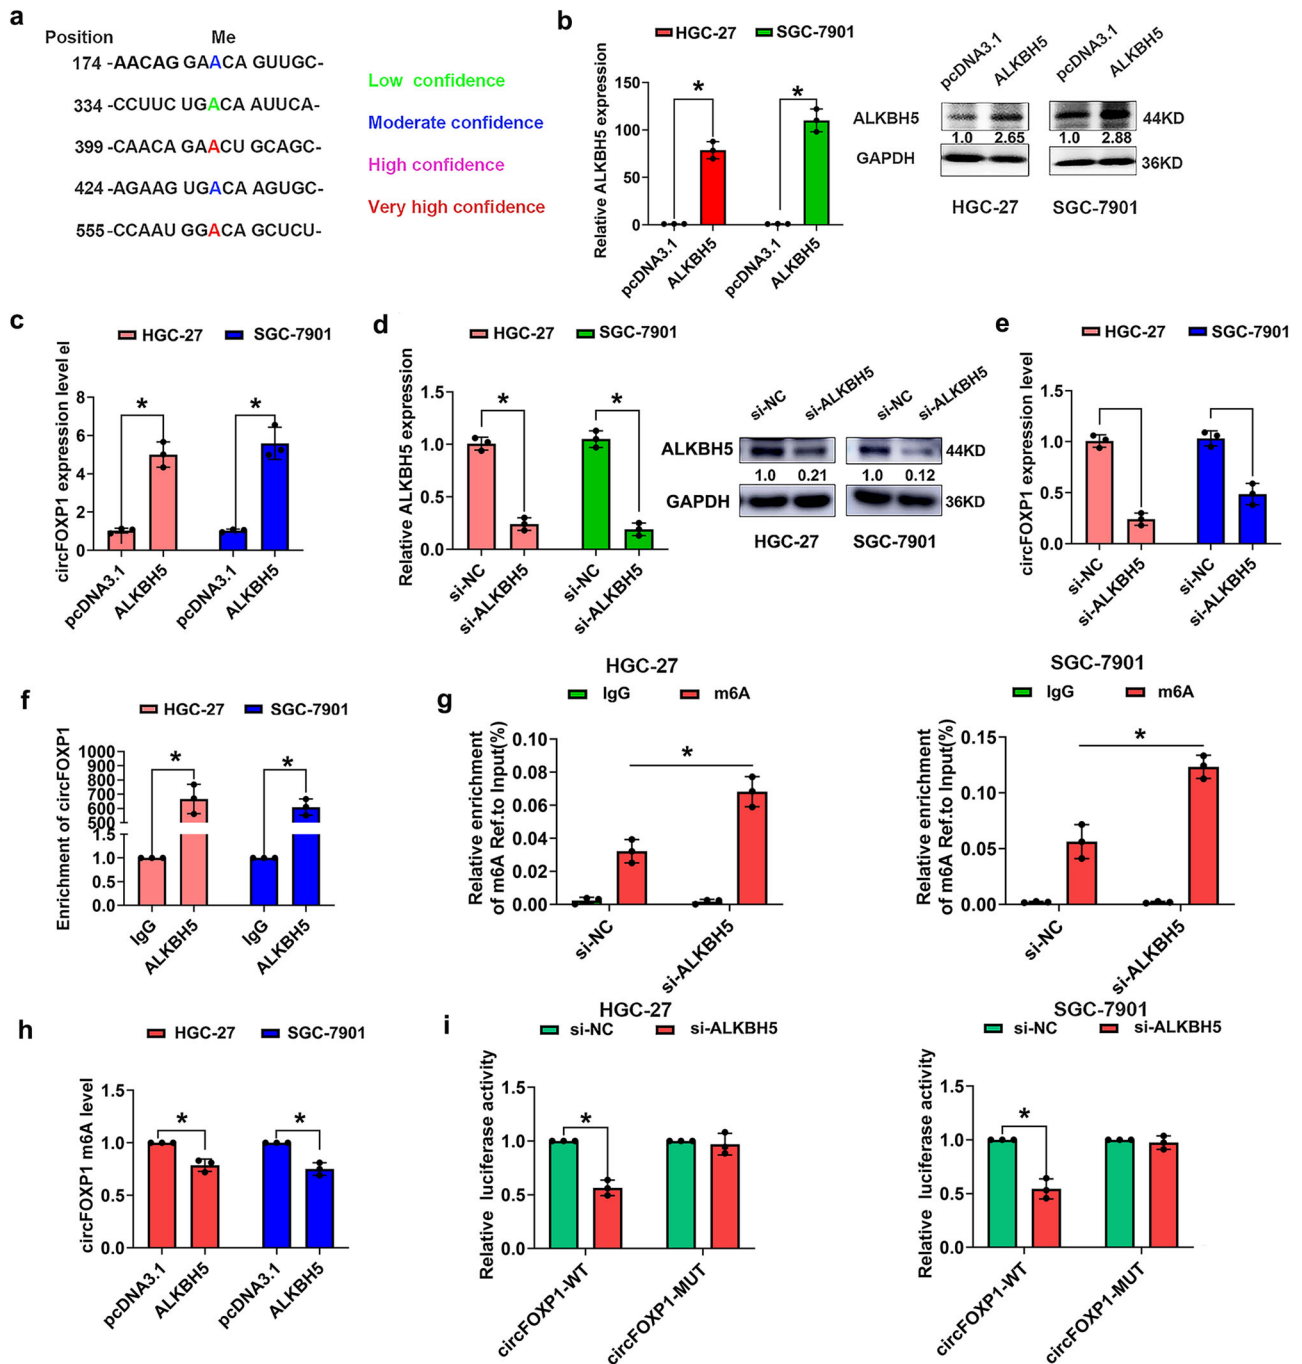 a
Position Me
174 -AACAG GAACA GUUGC-
334 -CCUUC UGACA AUUCA-
399 -CAACA GAACU GCAGC-
424 -AGAAG UGACA AGUGC-
555 -CCAAU GGACA GCUCU-
Low confidence
Moderate confidence
High confidence
Very high confidence
b
HGC-27 SGC-7901
Relative ALKBH5 expression
150
100
50
0
* *
pcDNA3.1 ALKBH5 pcDNA3.1 ALKBH5
pcDNA3.1 ALKBH5 pcDNA3.1 ALKBH5
ALKBH5 44KD
1.0 2.65 1.0 2.88
GAPDH 36KD
HGC-27 SGC-7901
c
HGC-27 SGC-7901
circFOXP1 expression level el
8
6
4
2
0
* *
pcDNA3.1 ALKBH5 pcDNA3.1 ALKBH5
d
HGC-27 SGC-7901
Relative ALKBH5 expression
1.5
1.0
0.5
0.0
* *
si-NC si-ALKBH5 si-NC si-ALKBH5
si-NC si-ALKBH5 si-NC si-ALKBH5
ALKBH5 44KD
1.0 0.21 1.0 0.12
GAPDH 36KD
HGC-27 SGC-7901
e
HGC-27 SGC-7901
circFOXP1 expression level
1.5
1.0
0.5
0.0
si-NC si-ALKBH5 si-NC si-ALKBH5
f
HGC-27 SGC-7901
Enrichment of circFOXP1
1000
900
800
700
600
500
1.5
1.0
0.5
0.0
* *
IgG ALKBH5 IgG ALKBH5
g
HGC-27
IgG m6A
Relative enrichment
of m6A Ref.to Input(%)
0.10
0.08
0.06
0.04
0.02
0.00
*
si-NC si-ALKBH5
SGC-7901
IgG m6A
Relative enrichment
of m6A Ref.to Input(%)
0.15
0.10
0.05
0.00
*
si-NC si-ALKBH5
h
HGC-27 SGC-7901
circFOXP1 m6A level
1.5
1.0
0.5
0.0
* *
pcDNA3.1 ALKBH5 pcDNA3.1 ALKBH5
i
HGC-27
si-NC si-ALKBH5
Relative luciferase activity
1.5
1.0
0.5
0.0
*
circFOXP1-WT circFOXP1-MUT
SGC-7901
si-NC si-ALKBH5
Relative luciferase activity
1.5
1.0
0.5
0.0
*
circFOXP1-WT circFOXP1-MUT